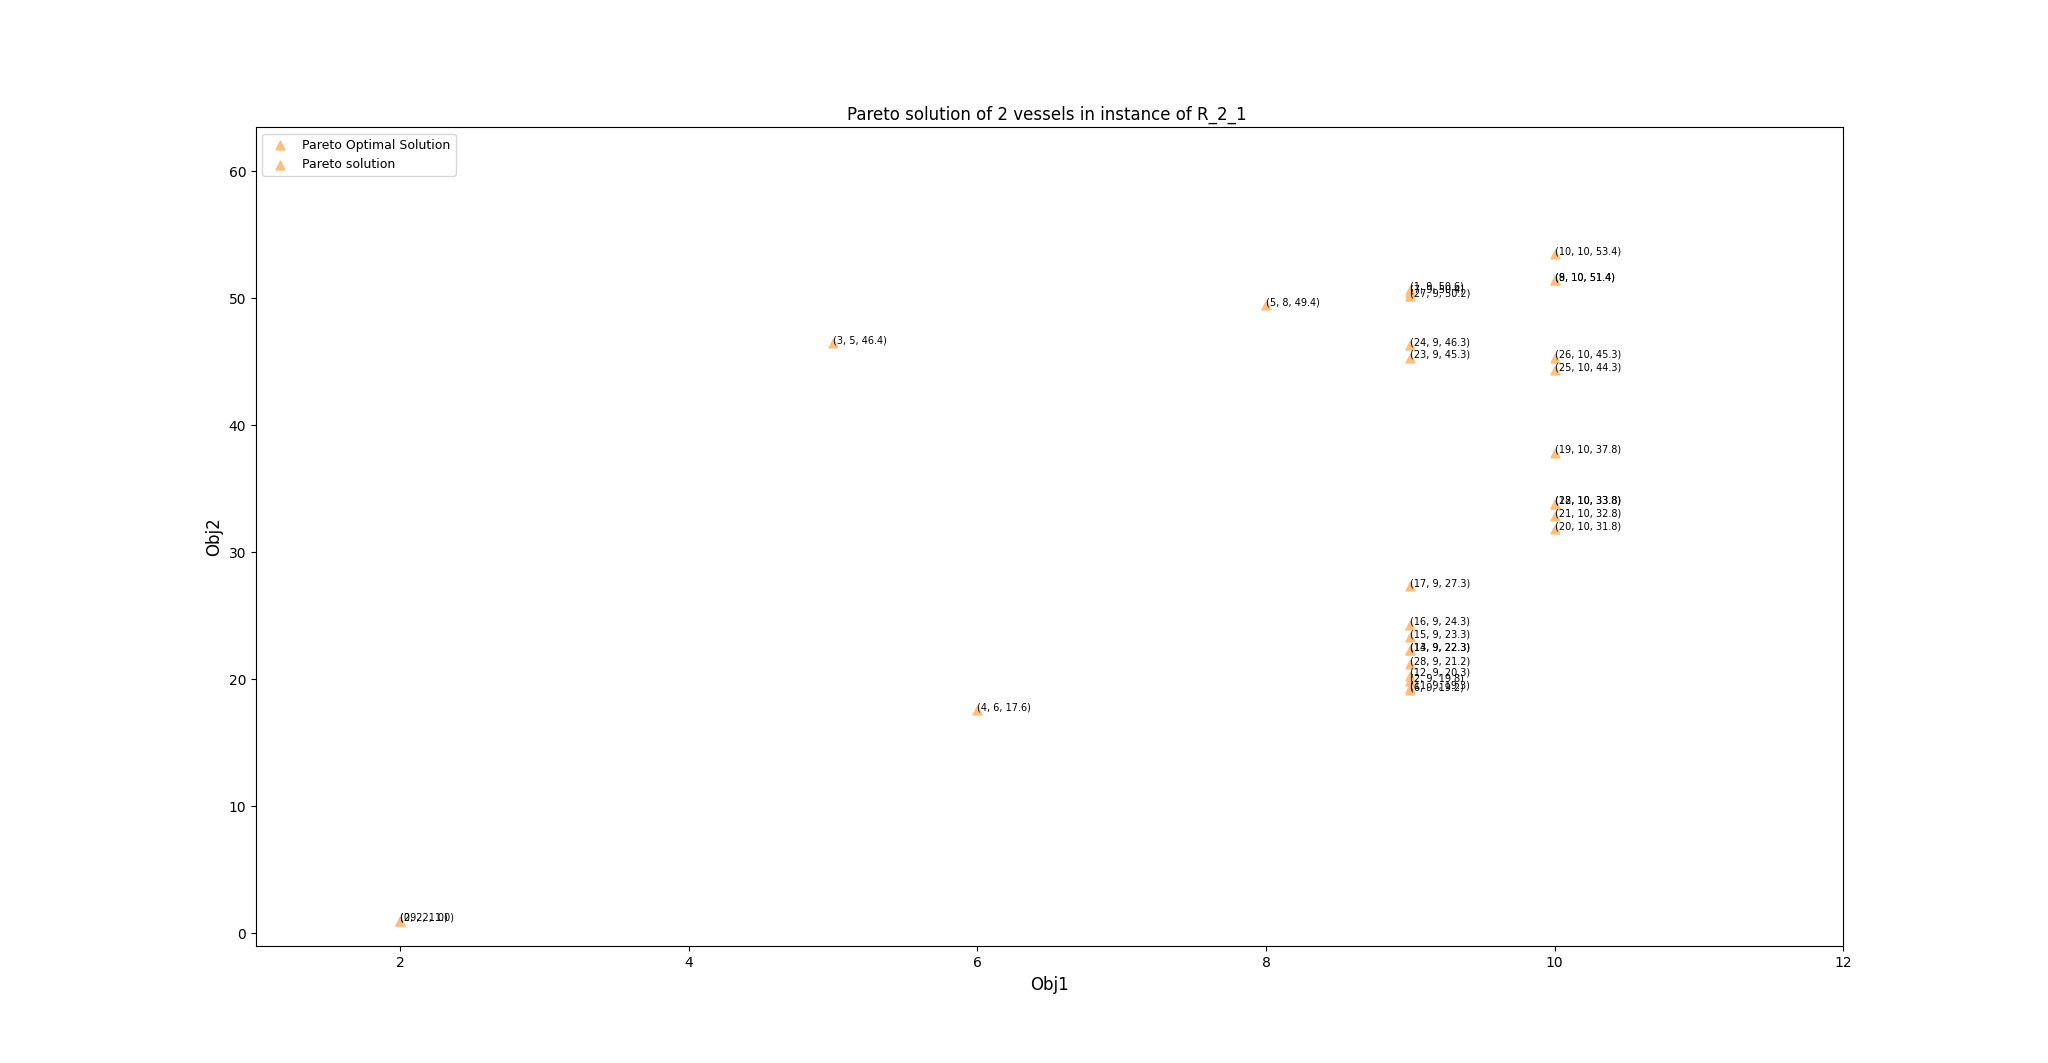 Pareto solution of 2 vessels in instance of R_2_1
Pareto Optimal Solution
Pareto solution
60
50
40
30
20
10
0
Obj2
(10, 10, 53.4)
10, 51.4)
(27, 9, 50.2)
(5, 8, 49.4)
(3, 5, 46.4)
(24, 9, 46.3)
(23, 9, 45.3)
(26, 10, 45.3)
(25, 10, 44.3)
(19, 10, 37.8)
10, 33.8)
(21, 10, 32.8)
(20, 10, 31.8)
(17, 9, 27.3)
(16, 9, 24.3)
(15, 9, 23.3)
9, 22.3)
(28, 9, 21.2)
(12, 9, 20.3)
(4, 6, 17.6)
2
4
6
8
10
12
Obj1